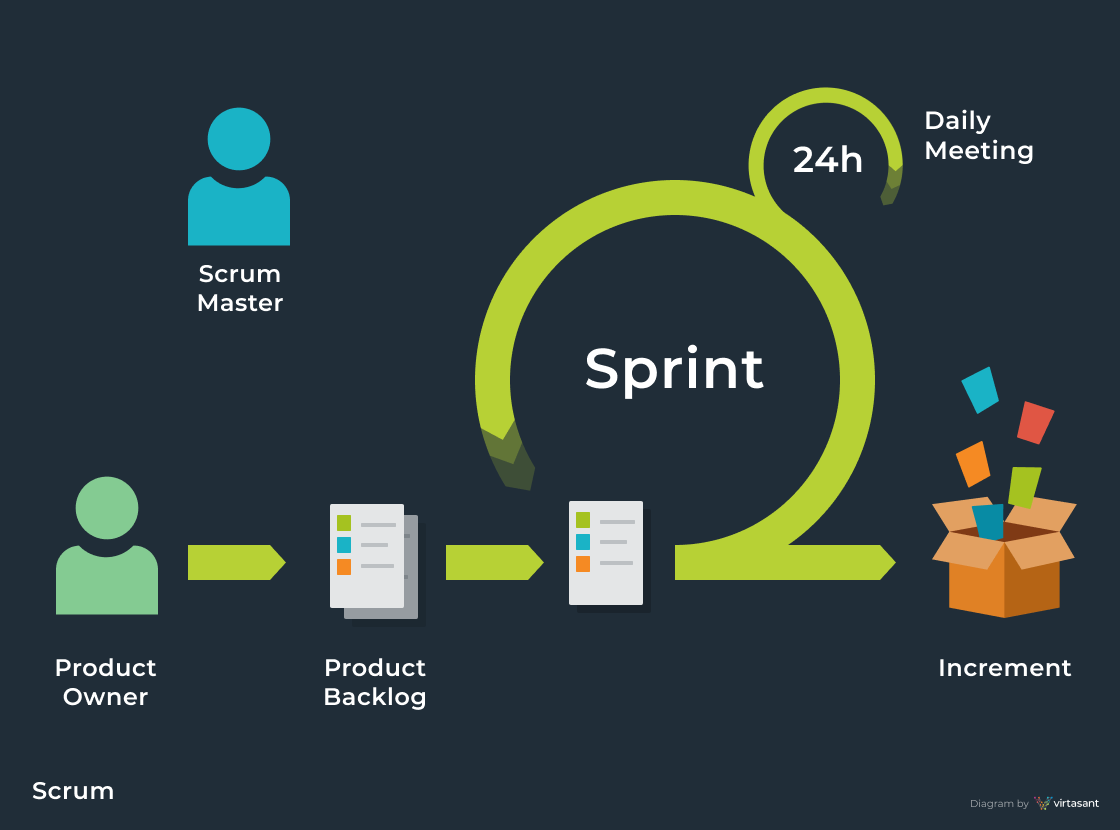 Daily
Meeting
24h
Scrum
Master
Sprint
Product
Owner
Product
Backlog
Increment
Scrum
Diagram by virtasant